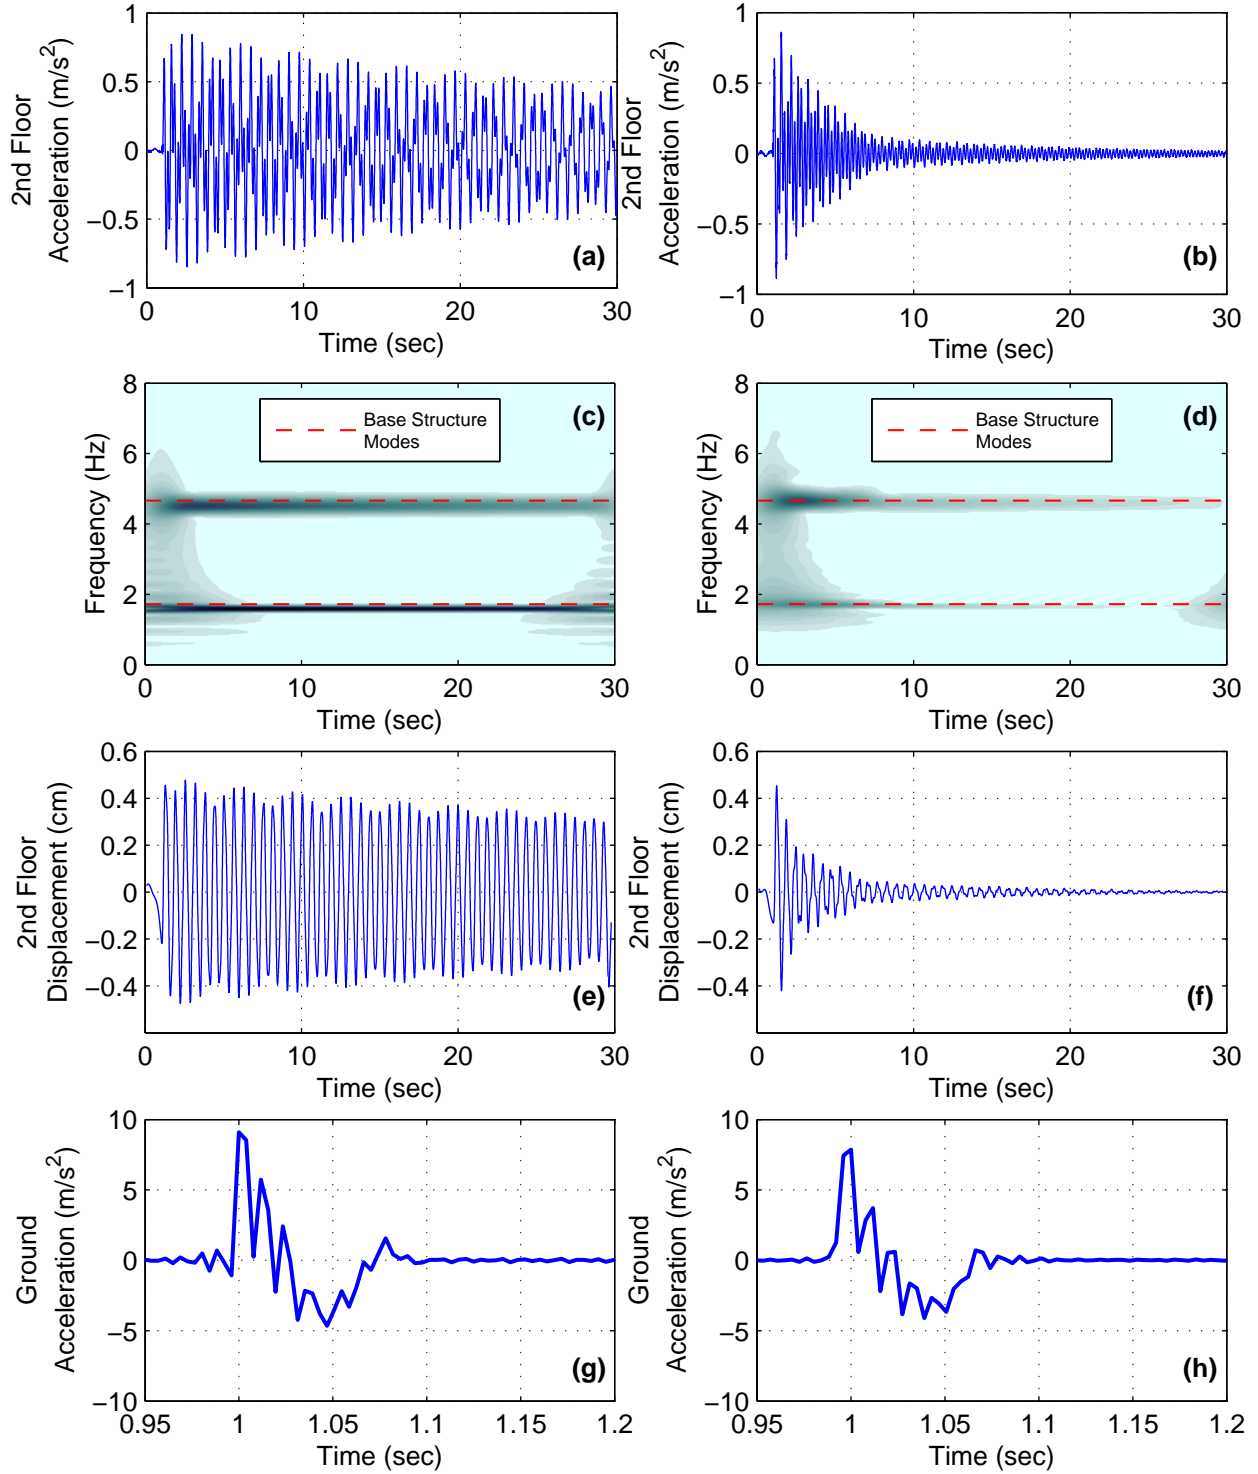 1
0.5
0
−0.5
−1
0
10
20
30
2nd Floor
Acceleration (m/s²)
Time (sec)
(a)
1
0.5
0
−0.5
−1
0
10
20
30
2nd Floor
Acceleration (m/s²)
Time (sec)
(b)
8
6
4
2
0
0
10
20
30
Frequency (Hz)
Time (sec)
Base Structure
Modes
(c)
8
6
4
2
0
0
10
20
30
Frequency (Hz)
Time (sec)
Base Structure
Modes
(d)
0.6
0.4
0.2
0
−0.2
−0.4
0
10
20
30
2nd Floor
Displacement (cm)
Time (sec)
(e)
0.6
0.4
0.2
0
−0.2
−0.4
0
10
20
30
2nd Floor
Displacement (cm)
Time (sec)
(f)
10
5
0
−5
−10
0.95
1
1.05
1.1
1.15
1.2
Ground
Acceleration (m/s²)
Time (sec)
(g)
10
5
0
−5
−10
0.95
1
1.05
1.1
1.15
1.2
Ground
Acceleration (m/s²)
Time (sec)
(h)